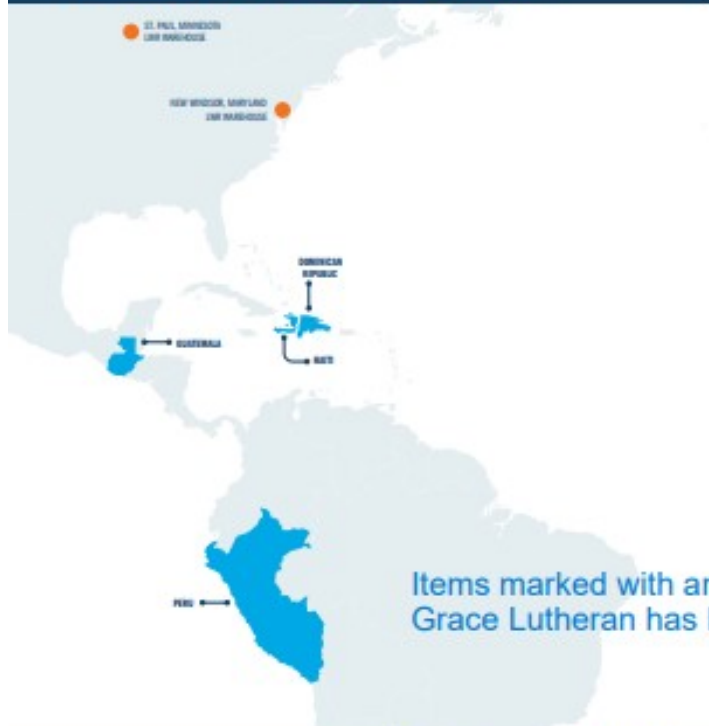 ST. PAUL, MINNESOTA
LWR WAREHOUSE
NEW WINDSOR, MARYLAND
LWR WAREHOUSE
DOMINICAN
REPUBLIC
GUATEMALA
HAITI
PERU
Items marked with an
Grace Lutheran has